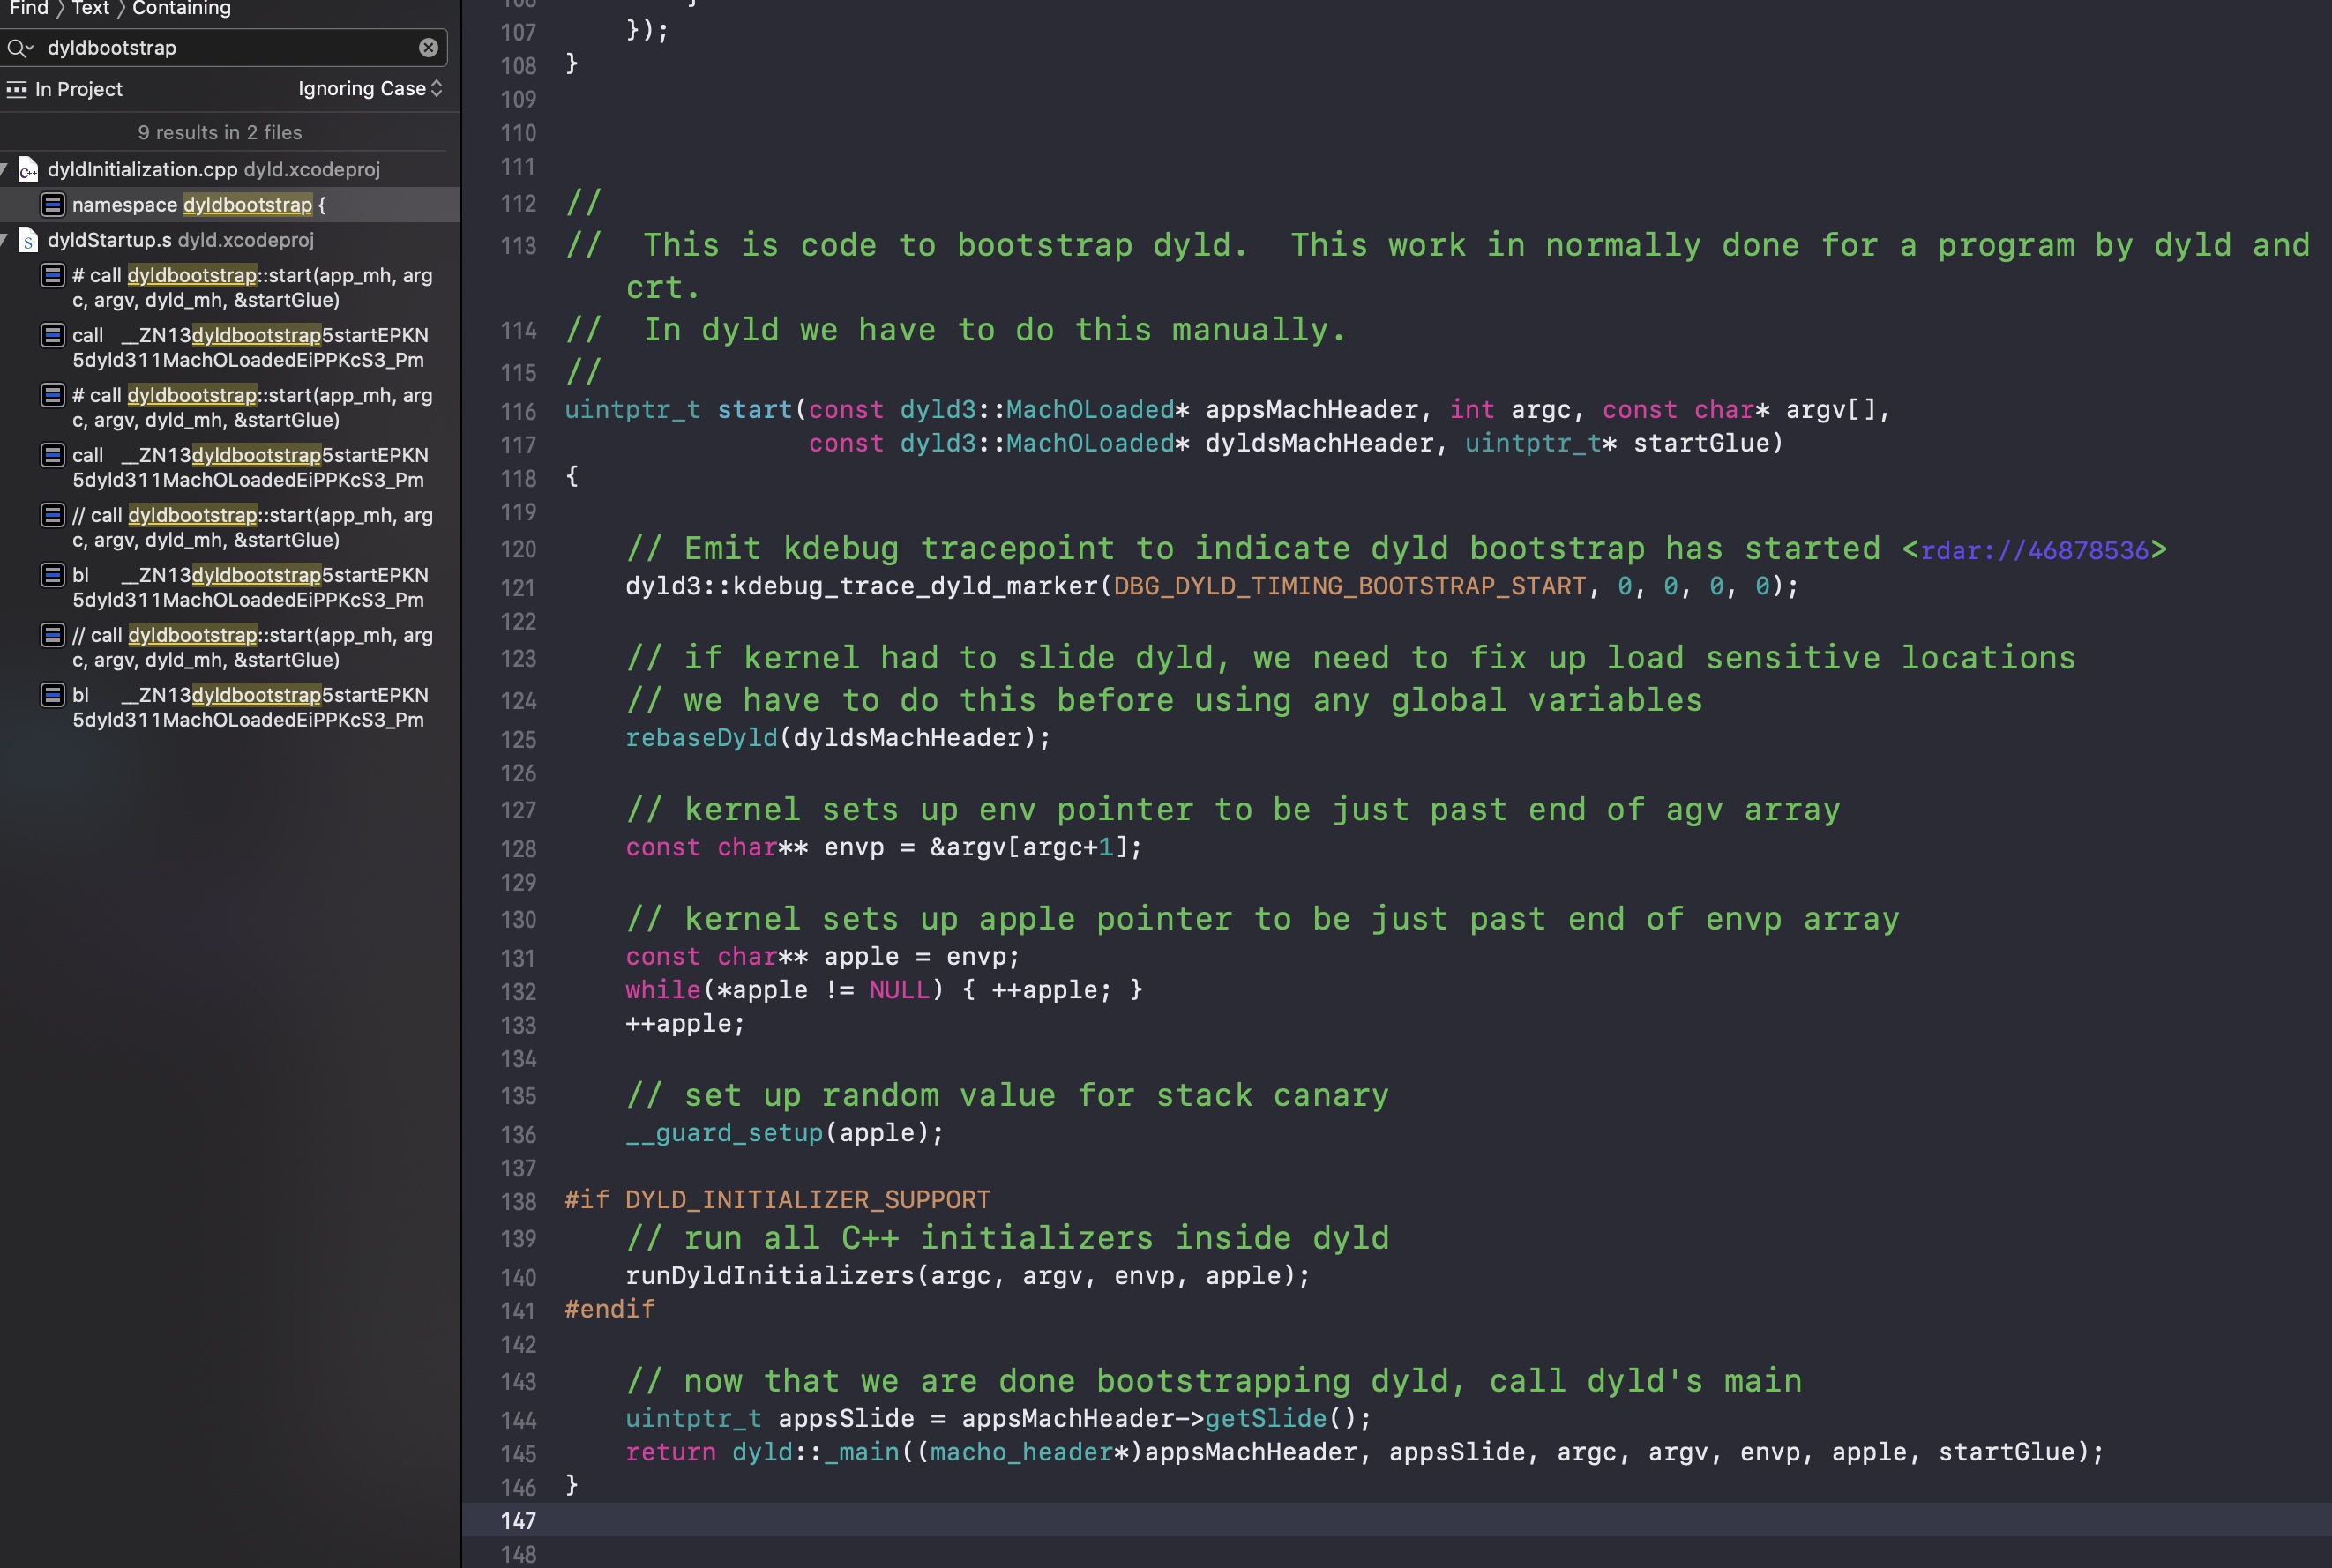 Find 〉 Text 〉 Containing
dyldbootstrap
In Project
Ignoring Case
9 results in 2 files
dyldInitialization.cpp dyld.xcodeproj
namespace dyldbootstrap {
dyldStartup.s dyld.xcodeproj
# call dyldbootstrap::start(app_mh, arg
c, argv, dyld_mh, &startGlue)
call __ZN13dyldbootstrap5startEPKN
5dyld311MachOLoadedEiPPKcS3_Pm
# call dyldbootstrap::start(app_mh, arg
c, argv, dyld_mh, &startGlue)
call __ZN13dyldbootstrap5startEPKN
5dyld311MachOLoadedEiPPKcS3_Pm
// call dyldbootstrap::start(app_mh, arg
c, argv, dyld_mh, &startGlue)
bl __ZN13dyldbootstrap5startEPKN
5dyld311MachOLoadedEiPPKcS3_Pm
// call dyldbootstrap::start(app_mh, arg
c, argv, dyld_mh, &startGlue)
bl __ZN13dyldbootstrap5startEPKN
5dyld311MachOLoadedEiPPKcS3_Pm
107 });
108 }
109
110
111
112 //
113 // This is code to bootstrap dyld. This work in normally done for a program by dyld and
crt.
114 // In dyld we have to do this manually.
115 //
116 uintptr_t start(const dyld3::MachOLoaded* appsMachHeader, int argc, const char* argv[],
117 const dyld3::MachOLoaded* dyldsMachHeader, uintptr_t* startGlue)
118 {
119
120 // Emit kdebug tracepoint to indicate dyld bootstrap has started <rdar://46878536>
121 dyld3::kdebug_trace_dyld_marker(DBG_DYLD_TIMING_BOOTSTRAP_START, 0, 0, 0, 0);
122
123 // if kernel had to slide dyld, we need to fix up load sensitive locations
124 // we have to do this before using any global variables
125 rebaseDyld(dyldsMachHeader);
126
127 // kernel sets up env pointer to be just past end of agv array
128 const char** envp = &argv[argc+1];
129
130 // kernel sets up apple pointer to be just past end of envp array
131 const char** apple = envp;
132 while(*apple != NULL) { ++apple; }
133 ++apple;
134
135 // set up random value for stack canary
136 __guard_setup(apple);
137
138 #if DYLD_INITIALIZER_SUPPORT
139 // run all C++ initializers inside dyld
140 runDyldInitializers(argc, argv, envp, apple);
141 #endif
142
143 // now that we are done bootstrapping dyld, call dyld's main
144 uintptr_t appsSlide = appsMachHeader->getSlide();
145 return dyld::_main((macho_header*)appsMachHeader, appsSlide, argc, argv, envp, apple, startGlue);
146 }
147
148